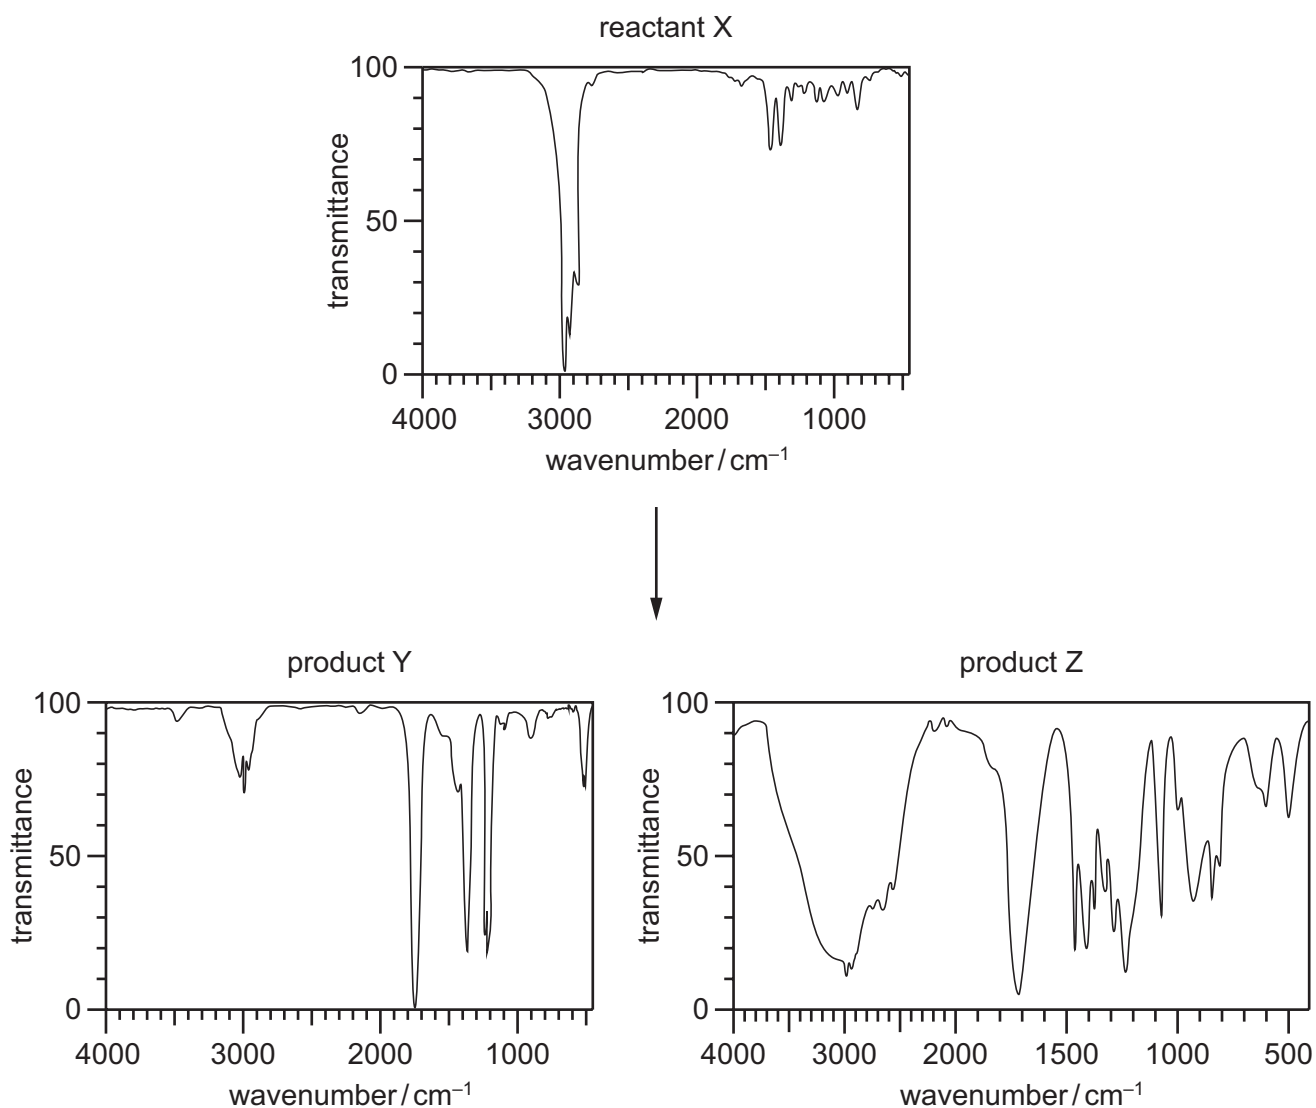 reactant X
100
50
0
transmittance
4000 3000 2000 1000
wavenumber / cm⁻¹
product Y
100
50
0
transmittance
4000 3000 2000 1000
wavenumber / cm⁻¹
product Z
100
50
0
transmittance
4000 3000 2000 1500 1000 500
wavenumber / cm⁻¹